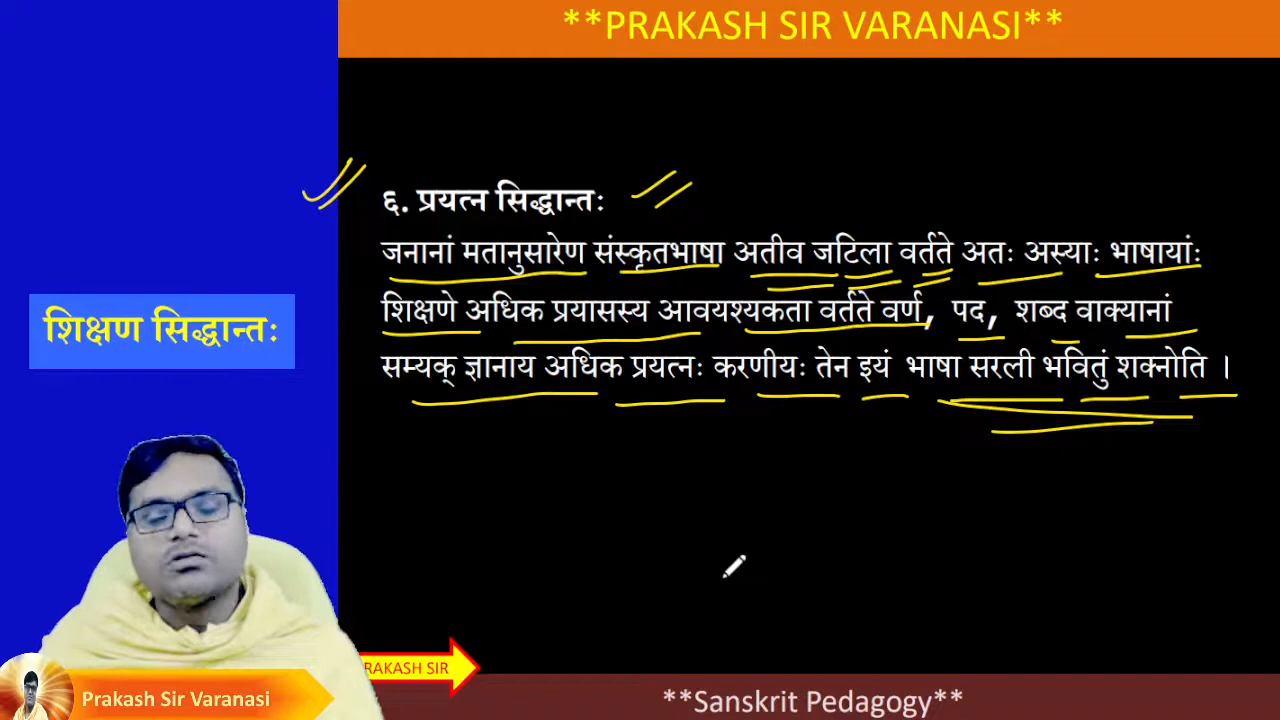 **PRAKASH SIR VARANASI**
६. प्रयत्न सिद्धान्तः
जनानां मतानुसारेण संस्कृतभाषा अतीव जटिला वर्तते अतः अस्याः भाषायांः
शिक्षणे अधिक प्रयासस्य आवयश्यकता वर्तते वर्ण, पद, शब्द वाक्यानां
सम्यक् ज्ञानाय अधिक प्रयत्नः करणीयः तेन इयं भाषा सरली भवितुं शक्नोति ।
शिक्षण सिद्धान्तः
RAKASH SIR
Prakash Sir Varanasi
**Sanskrit Pedagogy**